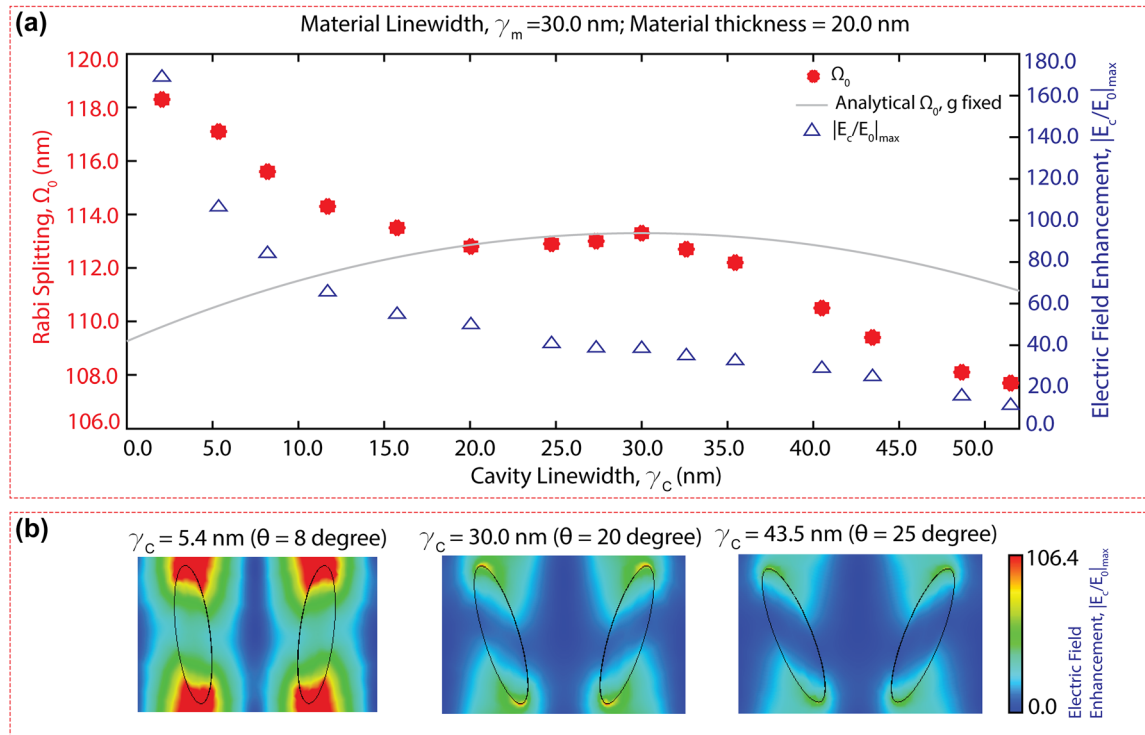 (a)
Material Linewidth, γm =30.0 nm; Material thickness = 20.0 nm
120.0
118.0
116.0
114.0
112.0
110.0
108.0
106.0
Rabi Splitting, Ω0 (nm)
Ω0
Analytical Ω0, g fixed
|Ec/E0|max
180.0
160.0
140.0
120.0
100.0
80.0
60.0
40.0
20.0
0.0
Electric Field Enhancement, |Ec/E0|max
0.0 5.0 10.0 15.0 20.0 25.0 30.0 35.0 40.0 45.0 50.0
Cavity Linewidth, γC (nm)
(b)
γC = 5.4 nm (θ = 8 degree)
γC = 30.0 nm (θ = 20 degree)
γC = 43.5 nm (θ = 25 degree)
106.4
0.0
Electric Field
Enhancement, |Ec/E0|max